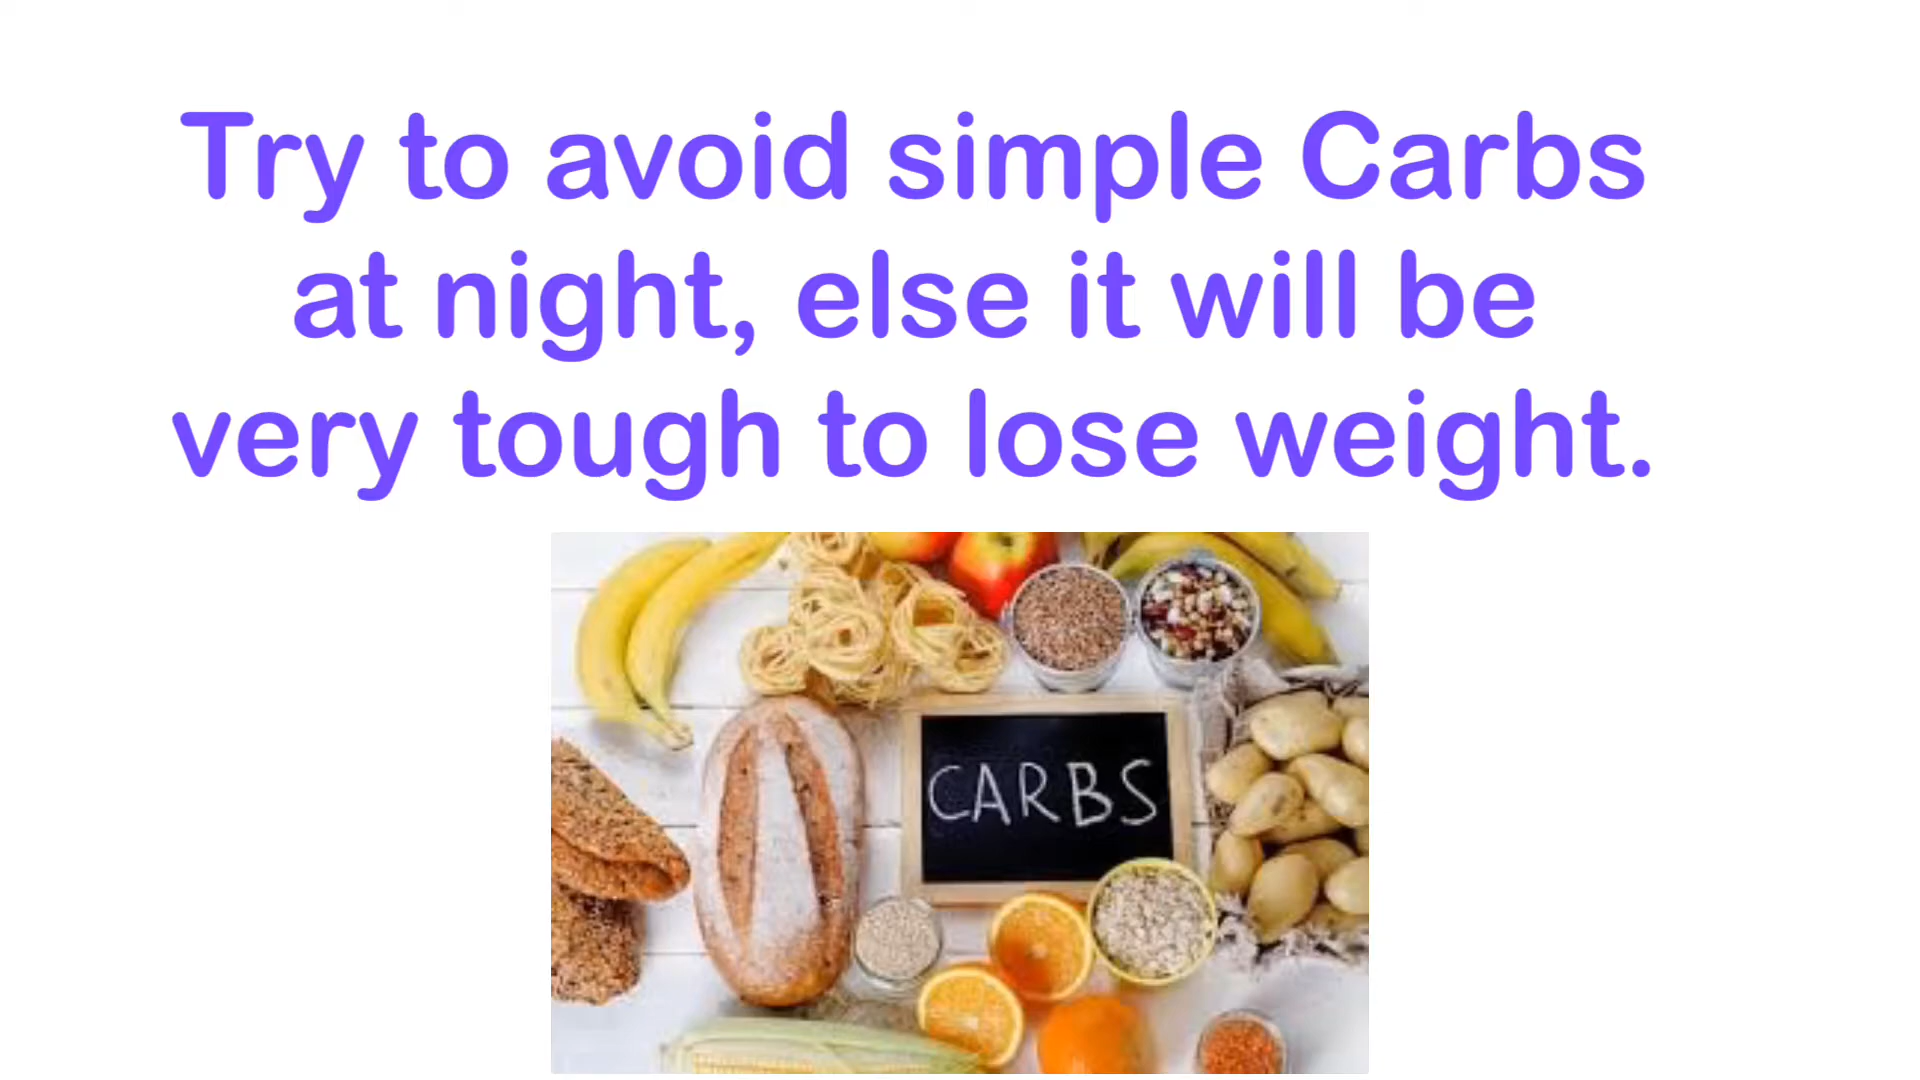 Try to avoid simple Carbs
at night, else it will be
very tough to lose weight.
CARBS